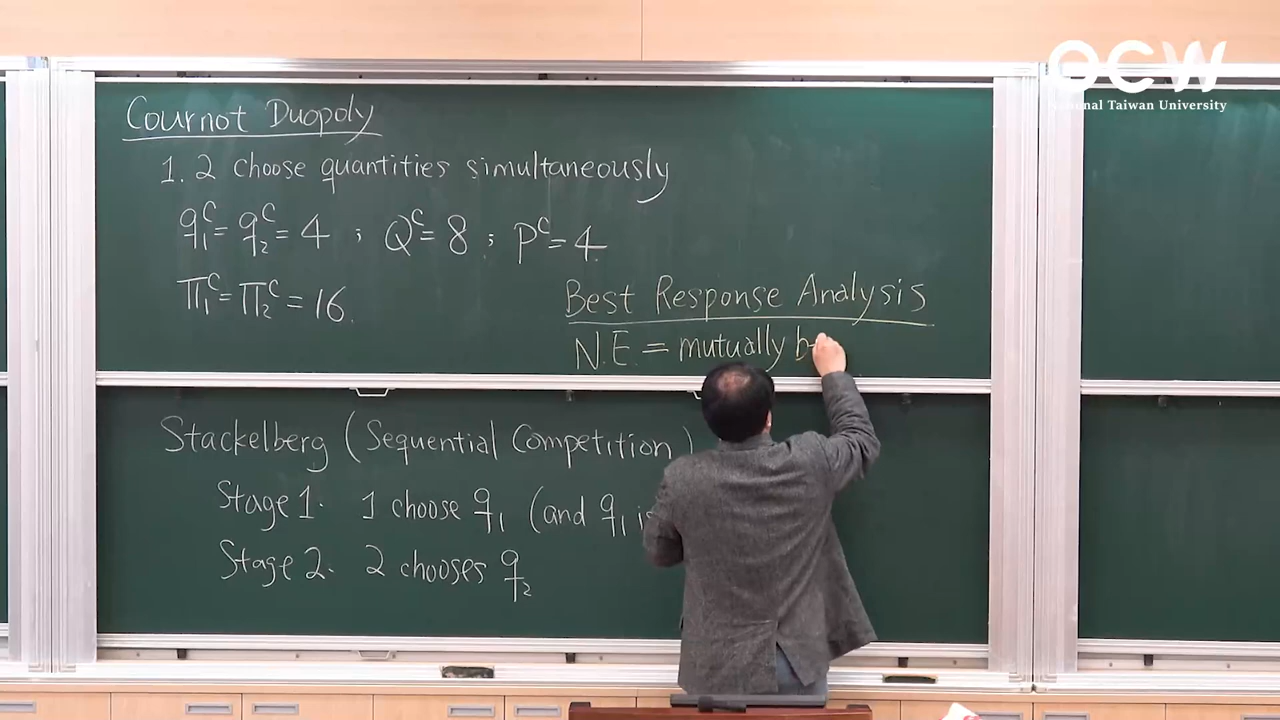 OCW
National Taiwan University
Cournot Duopoly
1. 2 choose quantities simultaneously
q₁ᶜ = q₂ᶜ = 4 ; Qᶜ = 8 ; Pᶜ = 4.
π₁ᶜ = π₂ᶜ = 16.
Best Response Analysis
N.E. = mutually b
Stackelberg (Sequential Competition)
Stage 1. 1 choose q₁ (and q₁ is
Stage 2. 2 chooses q₂